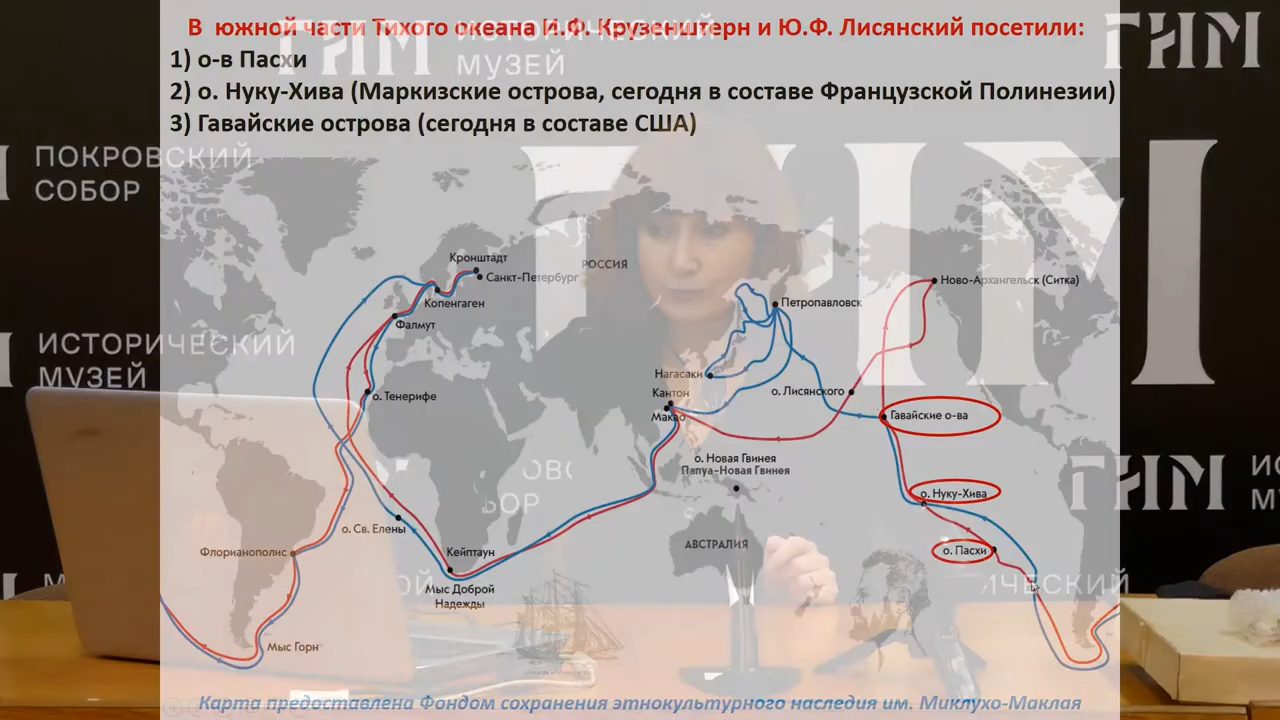 В южной части Тихого океана И.Ф. Крузенштерн и Ю.Ф. Лисянский посетили:
1) о-в Пасхи
2) о. Нуку-Хива (Маркизские острова, сегодня в составе Французской Полинезии)
3) Гавайские острова (сегодня в составе США)
ГИМ ИСТОРИЧЕСКИЙ
МУЗЕЙ
ГИМ
ПОКРОВСКИЙ
СОБОР
ГИМ
ИСТОРИЧЕСКИЙ
МУЗЕЙ
Кронштадт
Санкт-Петербург
РОССИЯ
Копенгаген
Фалмут
Петропавловск
Ново-Архангельск (Ситка)
Нагасаки
Кантон
Макао
о. Тенерифе
о. Лисянского
Гавайские о-ва
о. Новая Гвинея
Папуа-Новая Гвинея
ГИМ
о. Нуку-Хива
о. Св. Елены
АВСТРАЛИЯ
о. Пасхи
Флорианополис
Кейптаун
Мыс Доброй
Надежды
Мыс Горн
Карта предоставлена Фондом сохранения этнокультурного наследия им. Миклухо-Маклая